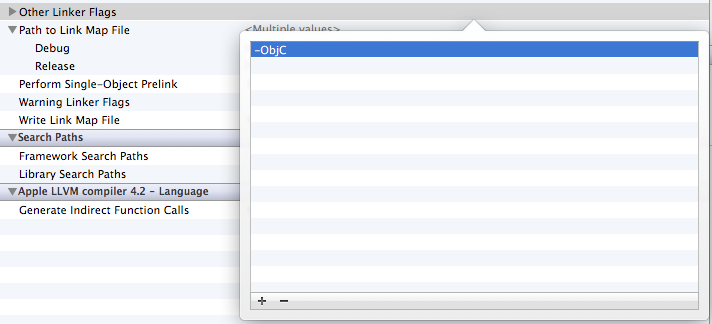 Other Linker Flags
Path to Link Map File
<Multiple values>
Debug
Release
Perform Single-Object Prelink
Warning Linker Flags
Write Link Map File
Search Paths
Framework Search Paths
Library Search Paths
Apple LLVM compiler 4.2 - Language
Generate Indirect Function Calls
-ObjC